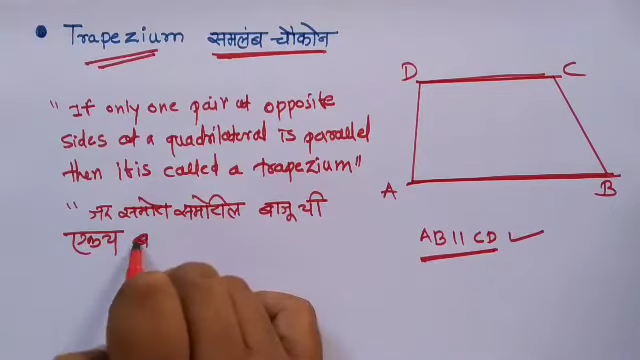 • Trapezium समलंब चौकोन
D
C
"If only one pair of opposite
sides of a quadrilateral is parallel
then it is called a trapezium"
A
B
" जर समोरा समोरील बाजू ची
एकच
AB || CD ✓